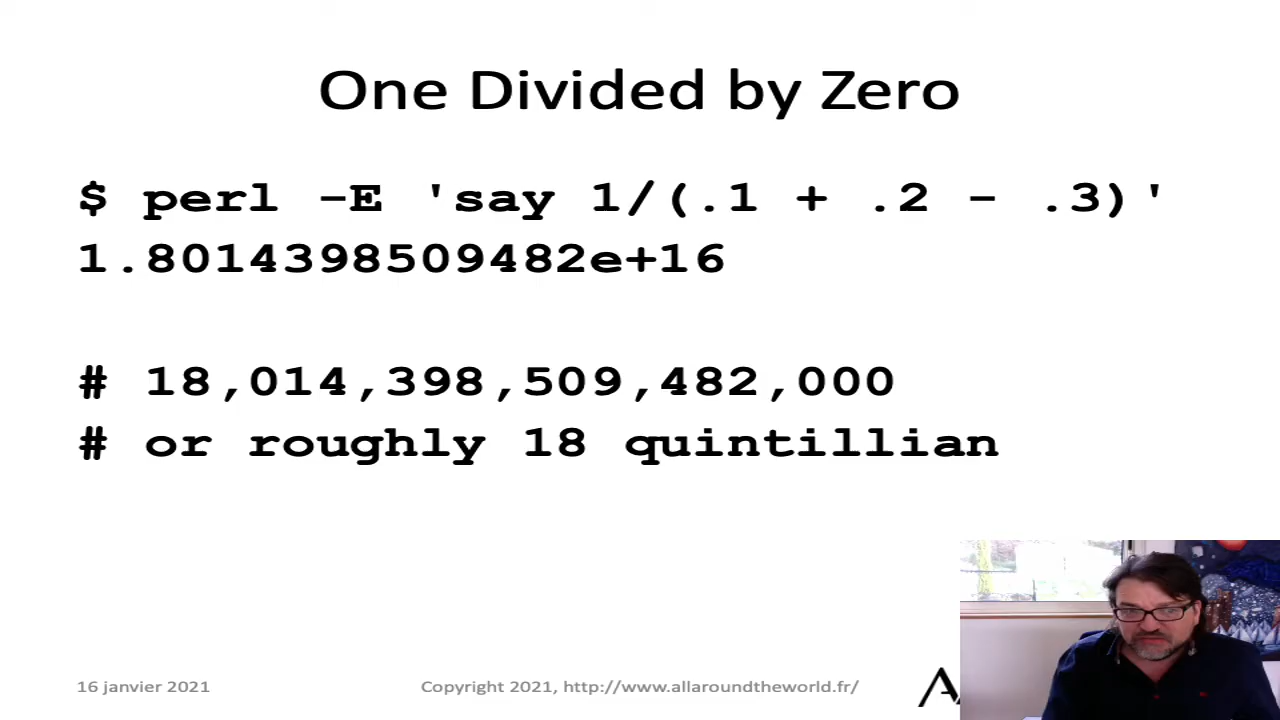 One Divided by Zero
$ perl -E 'say 1/(.1 + .2 - .3)'
1.8014398509482e+16
# 18,014,398,509,482,000
# or roughly 18 quintillian
16 janvier 2021
Copyright 2021, http://www.allaroundtheworld.fr/